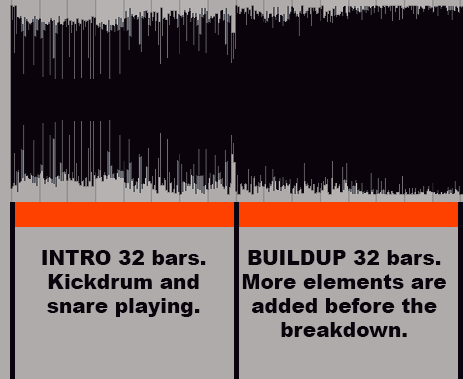 INTRO 32 bars.
Kickdrum and
snare playing.
BUILDUP 32 bars.
More elements are
added before the
breakdown.